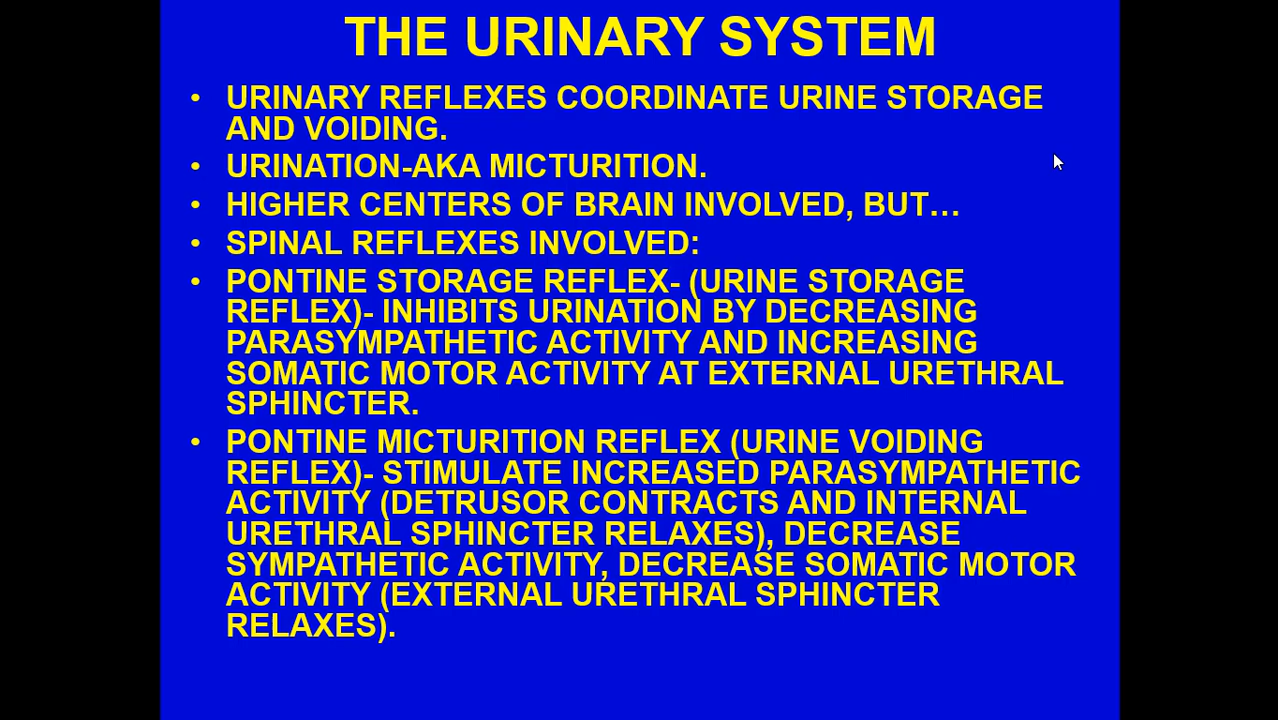 THE URINARY SYSTEM
• URINARY REFLEXES COORDINATE URINE STORAGE
AND VOIDING.
• URINATION-AKA MICTURITION.
• HIGHER CENTERS OF BRAIN INVOLVED, BUT…
• SPINAL REFLEXES INVOLVED:
• PONTINE STORAGE REFLEX- (URINE STORAGE
REFLEX)- INHIBITS URINATION BY DECREASING
PARASYMPATHETIC ACTIVITY AND INCREASING
SOMATIC MOTOR ACTIVITY AT EXTERNAL URETHRAL
SPHINCTER.
• PONTINE MICTURITION REFLEX (URINE VOIDING
REFLEX)- STIMULATE INCREASED PARASYMPATHETIC
ACTIVITY (DETRUSOR CONTRACTS AND INTERNAL
URETHRAL SPHINCTER RELAXES), DECREASE
SYMPATHETIC ACTIVITY, DECREASE SOMATIC MOTOR
ACTIVITY (EXTERNAL URETHRAL SPHINCTER
RELAXES).